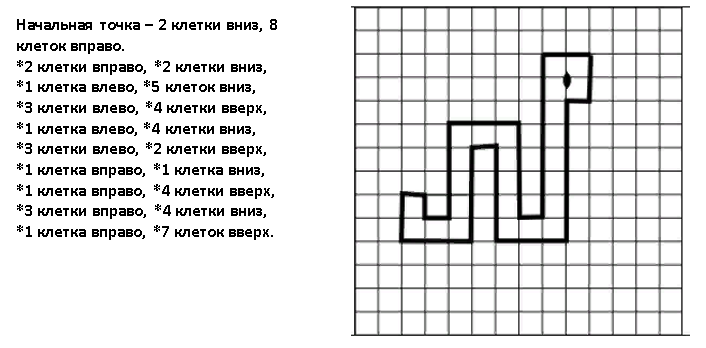 Начальная точка – 2 клетки вниз, 8
клеток вправо.
*2 клетки вправо, *2 клетки вниз,
*1 клетка влево, *5 клеток вниз,
*3 клетки влево, *4 клетки вверх,
*1 клетка влево, *4 клетки вниз,
*3 клетки влево, *2 клетки вверх,
*1 клетка вправо, *1 клетка вниз,
*1 клетка вправо, *4 клетки вверх,
*3 клетки вправо, *4 клетки вниз,
*1 клетка вправо, *7 клеток вверх.